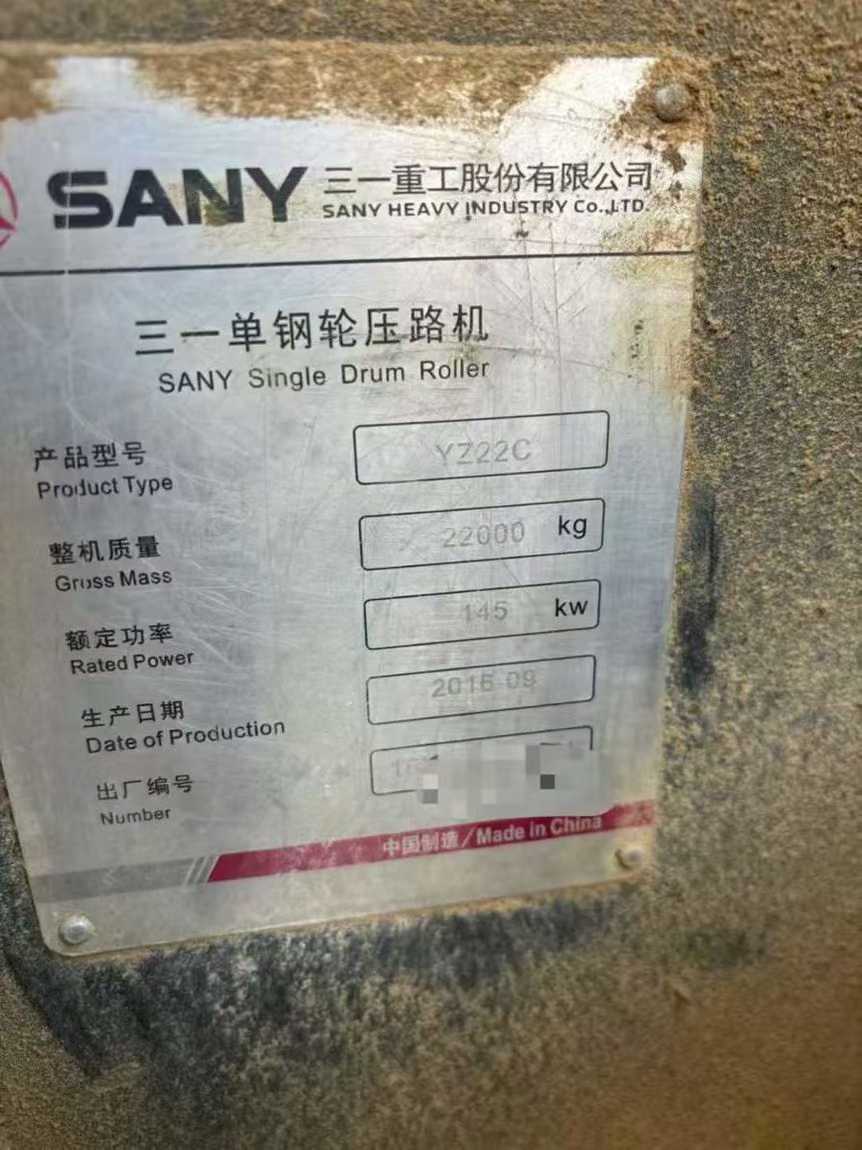 SANY 三一重工股份有限公司
SANY HEAVY INDUSTRY Co.,LTD.
三一单钢轮压路机
SANY Single Drum Roller
产品型号 YZ22C
Product Type
整机质量 22000 kg
Gross Mass
额定功率 145 kw
Rated Power
生产日期 2016 09
Date of Production
出厂编号
Number
中国制造/Made in China